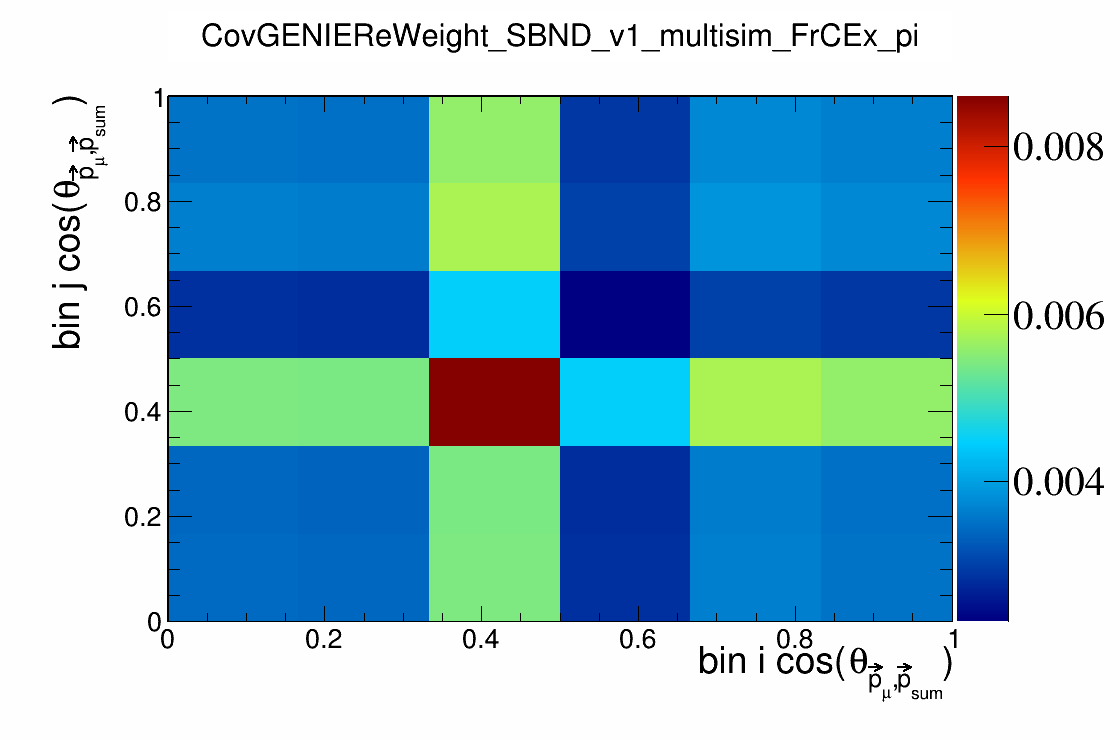 CovGENIEReWeight_SBND_v1_multisim_FrCEx_pi
bin j cos(θ p⃗μ,p⃗sum)
1
0.8
0.6
0.4
0.2
0
0 0.2 0.4 0.6 0.8 1
bin i cos(θ p⃗μ,p⃗sum)
0.008
0.006
0.004